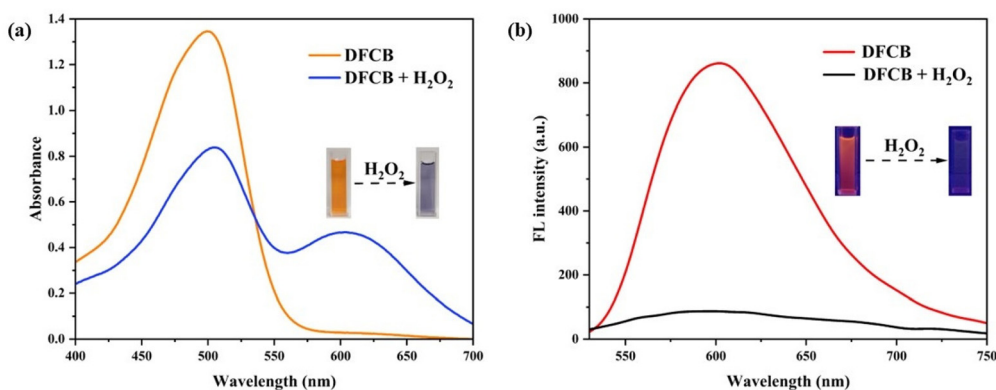 (a)
1.4
1.2
1.0
0.8
0.6
0.4
0.2
0.0
Absorbance
DFCB
DFCB + H₂O₂
H₂O₂
400 450 500 550 600 650 700
Wavelength (nm)
(b)
1000
800
600
400
200
0
FL intensity (a.u.)
DFCB
DFCB + H₂O₂
H₂O₂
550 600 650 700 750
Wavelength (nm)